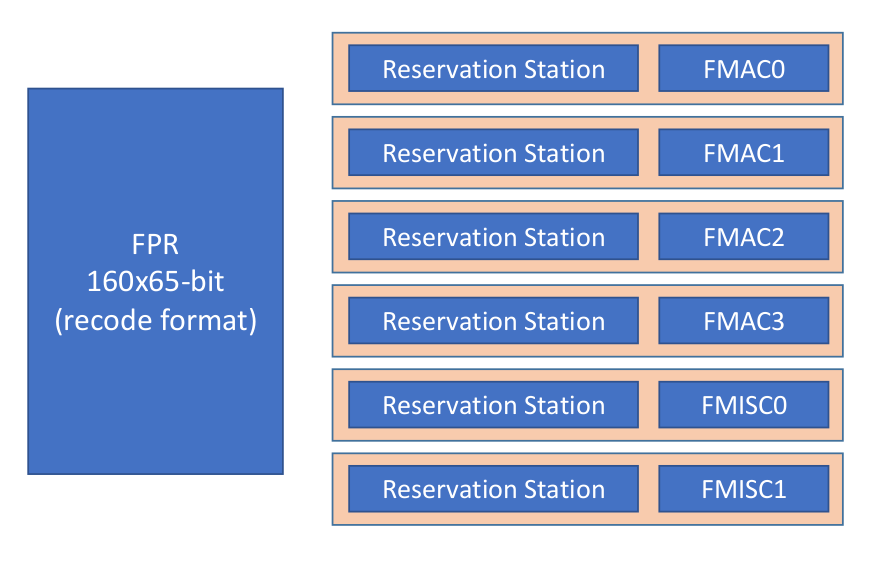 FPR
160x65-bit
(recode format)
Reservation Station
FMAC0
Reservation Station
FMAC1
Reservation Station
FMAC2
Reservation Station
FMAC3
Reservation Station
FMISC0
Reservation Station
FMISC1